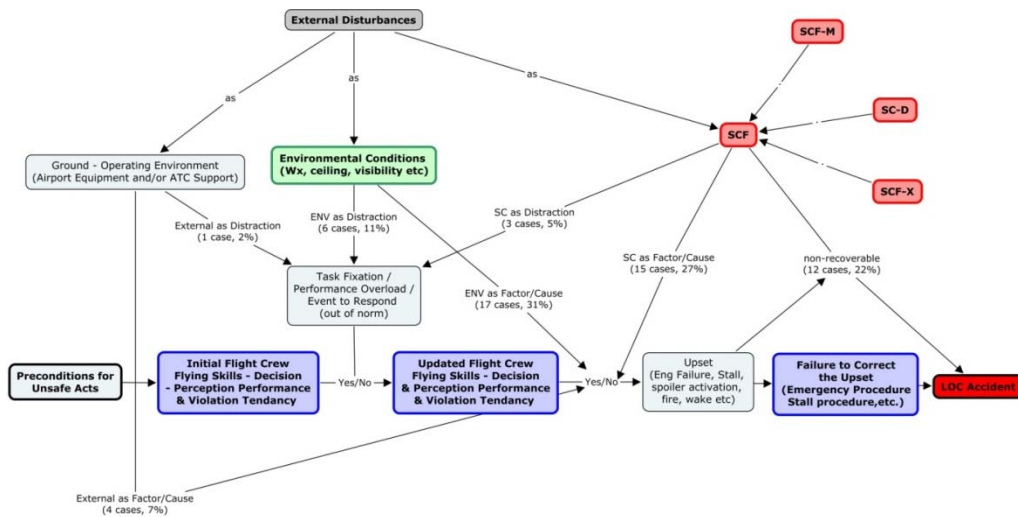 External Disturbances
SCF-M
as
as
as
SC-D
SCF
Ground - Operating Environment
(Airport Equipment and/or ATC Support)
Environmental Conditions
(Wx, ceiling, visibility etc)
SCF-X
External as Distraction
(1 case, 2%)
ENV as Distraction
(6 cases, 11%)
SC as Distraction
(3 cases, 5%)
SC as Factor/Cause
(15 cases, 27%)
non-recoverable
(12 cases, 22%)
Task Fixation /
Performance Overload /
Event to Respond
(out of norm)
ENV as Factor/Cause
(17 cases, 31%)
Preconditions for
Unsafe Acts
Initial Flight Crew
Flying Skills - Decision
- Perception Performance
& Violation Tendancy
Yes/No
Updated Flight Crew
Flying Skills - Decision
& Perception Performance
& Violation Tendancy
Yes/No
Upset
(Eng Failure, Stall,
spoiler activation,
fire, wake etc)
Failure to Correct
the Upset
(Emergency Procedure
Stall procedure,etc.)
LOC Accident
External as Factor/Cause
(4 cases, 7%)